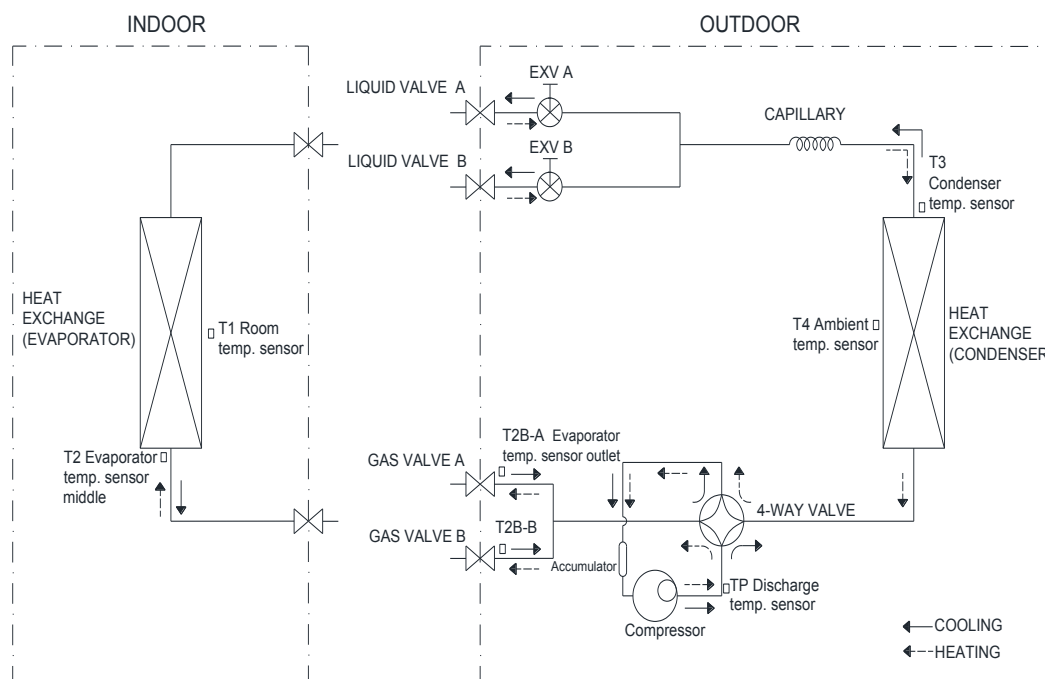 INDOOR
OUTDOOR
LIQUID VALVE A
EXV A
LIQUID VALVE B
EXV B
CAPILLARY
T3
Condenser
temp. sensor
HEAT
EXCHANGE
(EVAPORATOR)
T1 Room
temp. sensor
T4 Ambient
temp. sensor
HEAT
EXCHANGE
(CONDENSER
T2 Evaporator
temp. sensor
middle
GAS VALVE A
T2B-A Evaporator
temp. sensor outlet
GAS VALVE B
T2B-B
4-WAY VALVE
Accumulator
TP Discharge
temp. sensor
Compressor
COOLING
HEATING